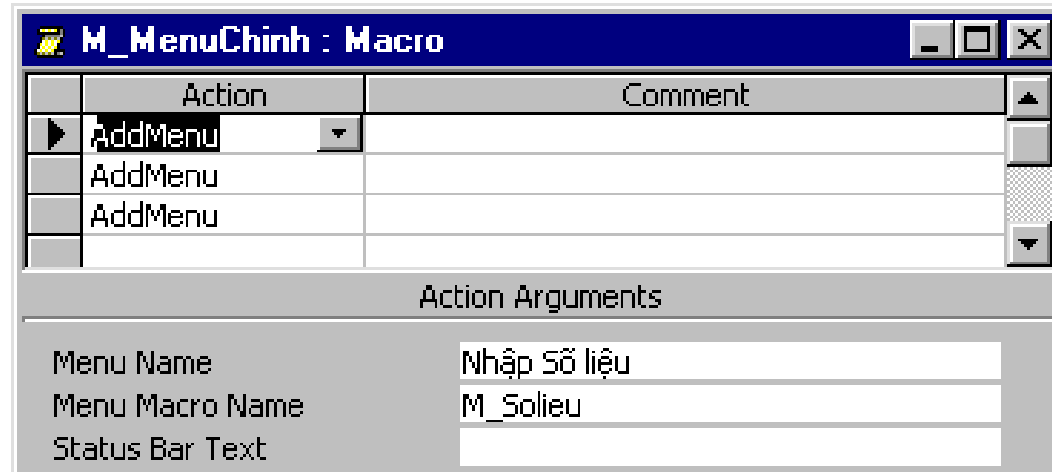 M_MenuChinh : Macro
Action Comment
AddMenu
AddMenu
AddMenu
Action Arguments
Menu Name Nhập Số liệu
Menu Macro Name M_Solieu
Status Bar Text